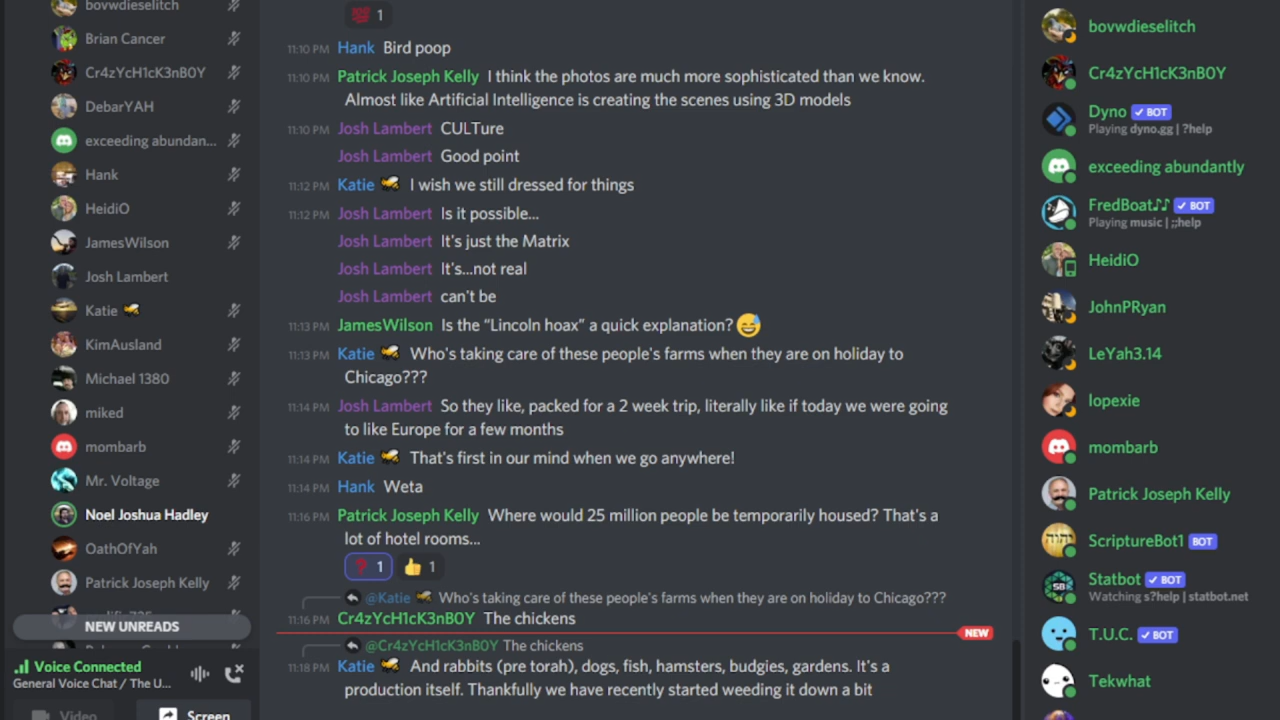 bovwdieselitch
Brian Cancer
Cr4zYcH1cK3nB0Y
DebarYAH
exceeding abundan...
Hank
HeidiO
JamesWilson
Josh Lambert
Katie
KimAusland
Michael 1380
miked
mombarb
Mr. Voltage
Noel Joshua Hadley
OathOfYah
Patrick Joseph Kelly
NEW UNREADS
Voice Connected
General Voice Chat / The U...
Video
Screen
1
11:10 PM Hank Bird poop
11:10 PM Patrick Joseph Kelly I think the photos are much more sophisticated than we know.
Almost like Artificial Intelligence is creating the scenes using 3D models
11:10 PM Josh Lambert CULTure
Josh Lambert Good point
11:12 PM Katie I wish we still dressed for things
11:12 PM Josh Lambert Is it possible...
Josh Lambert It's just the Matrix
Josh Lambert It's...not real
Josh Lambert can't be
11:13 PM JamesWilson Is the “Lincoln hoax” a quick explanation?
11:13 PM Katie Who's taking care of these people's farms when they are on holiday to
Chicago???
11:14 PM Josh Lambert So they like, packed for a 2 week trip, literally like if today we were going
to like Europe for a few months
11:14 PM Katie That's first in our mind when we go anywhere!
11:14 PM Hank Weta
11:16 PM Patrick Joseph Kelly Where would 25 million people be temporarily housed? That's a
lot of hotel rooms...
1 1
@Katie Who's taking care of these people's farms when they are on holiday to Chicago???
11:16 PM Cr4zYcH1cK3nB0Y The chickens
NEW
@Cr4zYcH1cK3nB0Y The chickens
11:18 PM Katie And rabbits (pre torah), dogs, fish, hamsters, budgies, gardens. It's a
production itself. Thankfully we have recently started weeding it down a bit
bovwdieselitch
Cr4zYcH1cK3nB0Y
Dyno BOT
Playing dyno.gg | ?help
exceeding abundantly
FredBoat♪♪ BOT
Playing music | ;;help
HeidiO
JohnPRyan
LeYah3.14
lopexie
mombarb
Patrick Joseph Kelly
ScriptureBot1 BOT
Statbot BOT
Watching s?help | statbot.net
T.U.C. BOT
Tekwhat